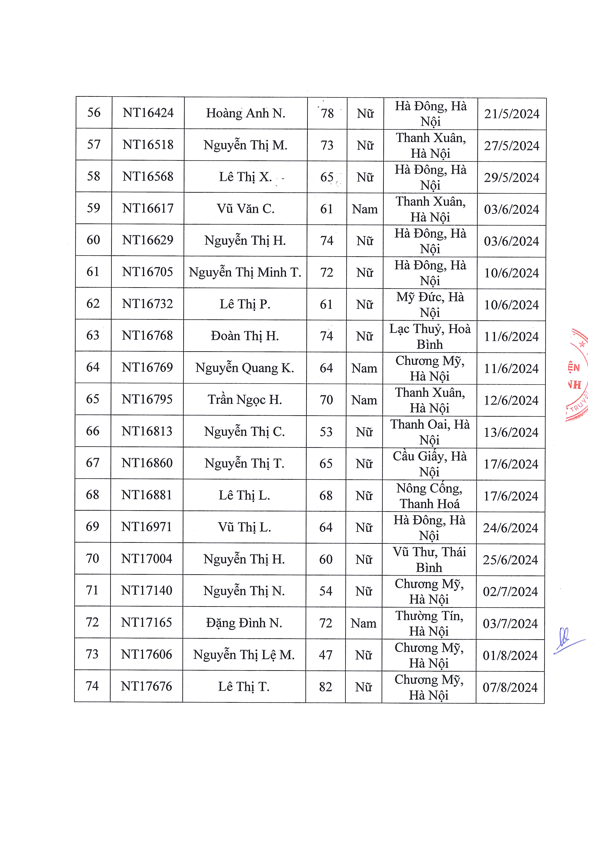 56 NT16424 Hoàng Anh N. 78 Nữ Hà Đông, Hà Nội 21/5/2024
57 NT16518 Nguyễn Thị M. 73 Nữ Thanh Xuân, Hà Nội 27/5/2024
58 NT16568 Lê Thị X. 65 Nữ Hà Đông, Hà Nội 29/5/2024
59 NT16617 Vũ Văn C. 61 Nam Thanh Xuân, Hà Nội 03/6/2024
60 NT16629 Nguyễn Thị H. 74 Nữ Hà Đông, Hà Nội 03/6/2024
61 NT16705 Nguyễn Thị Minh T. 72 Nữ Hà Đông, Hà Nội 10/6/2024
62 NT16732 Lê Thị P. 61 Nữ Mỹ Đức, Hà Nội 10/6/2024
63 NT16768 Đoàn Thị H. 74 Nữ Lạc Thuỷ, Hoà Bình 11/6/2024
64 NT16769 Nguyễn Quang K. 64 Nam Chương Mỹ, Hà Nội 11/6/2024
65 NT16795 Trần Ngọc H. 70 Nam Thanh Xuân, Hà Nội 12/6/2024
66 NT16813 Nguyễn Thị C. 53 Nữ Thanh Oai, Hà Nội 13/6/2024
67 NT16860 Nguyễn Thị T. 65 Nữ Cầu Giấy, Hà Nội 17/6/2024
68 NT16881 Lê Thị L. 68 Nữ Nông Cống, Thanh Hoá 17/6/2024
69 NT16971 Vũ Thị L. 64 Nữ Hà Đông, Hà Nội 24/6/2024
70 NT17004 Nguyễn Thị H. 60 Nữ Vũ Thư, Thái Bình 25/6/2024
71 NT17140 Nguyễn Thị N. 54 Nữ Chương Mỹ, Hà Nội 02/7/2024
72 NT17165 Đặng Đình N. 72 Nam Thường Tín, Hà Nội 03/7/2024
73 NT17606 Nguyễn Thị Lệ M. 47 Nữ Chương Mỹ, Hà Nội 01/8/2024
74 NT17676 Lê Thị T. 82 Nữ Chương Mỹ, Hà Nội 07/8/2024